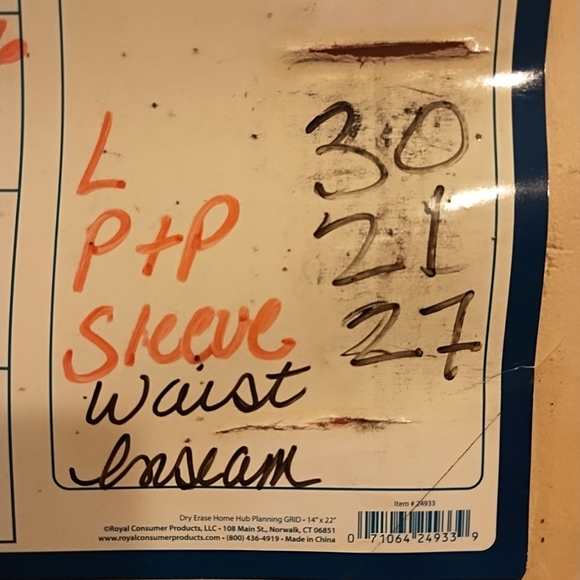 L 30
P+P 21
Sleeve 27
Waist
Inseam
Item # 24933
Dry Erase Home Hub Planning GRID • 14" x 22"
©Royal Consumer Products, LLC • 108 Main St., Norwalk, CT 06851
www.royalconsumerproducts.com • (800) 436-4919 • Made in China
0 71064 24933 9